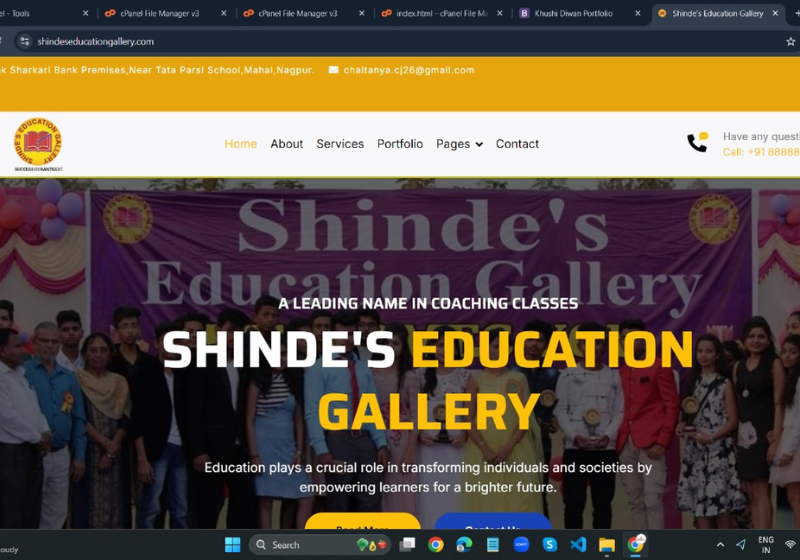 - Tools
cPanel File Manager v3
cPanel File Manager v3
index.html - cPanel File M
Khushi Diwan Portfolio
Shinde's Education Gallery
shindeseducationgallery.com
k Sharkari Bank Premises,Near Tata Parsi School,Mahal,Nagpur.
chaitanya.cj26@gmail.com
SHINDE'S EDUCATION GALLERY
Home
About
Services
Portfolio
Pages
Contact
Have any quest
Call: +91 88888
Shinde's
Education Gallery
A LEADING NAME IN COACHING CLASSES
SHINDE'S EDUCATION
GALLERY
Education plays a crucial role in transforming individuals and societies by
empowering learners for a brighter future.
Read More
Contact Us
oudy
Search
ENG
IN